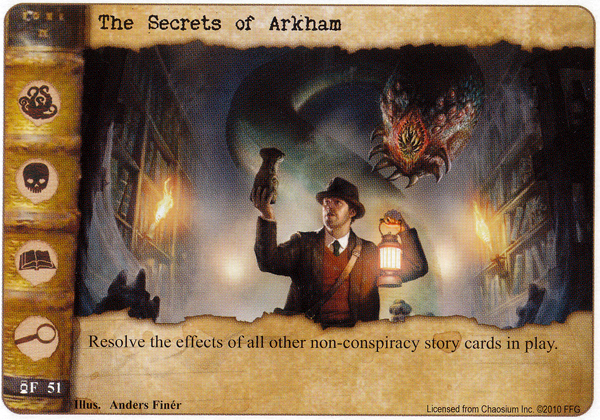 The Secrets of Arkham
Resolve the effects of all other non-conspiracy story cards in play.
F 51
Illus. Anders Finér
Licensed from Chaosium Inc. ©2010 FFG